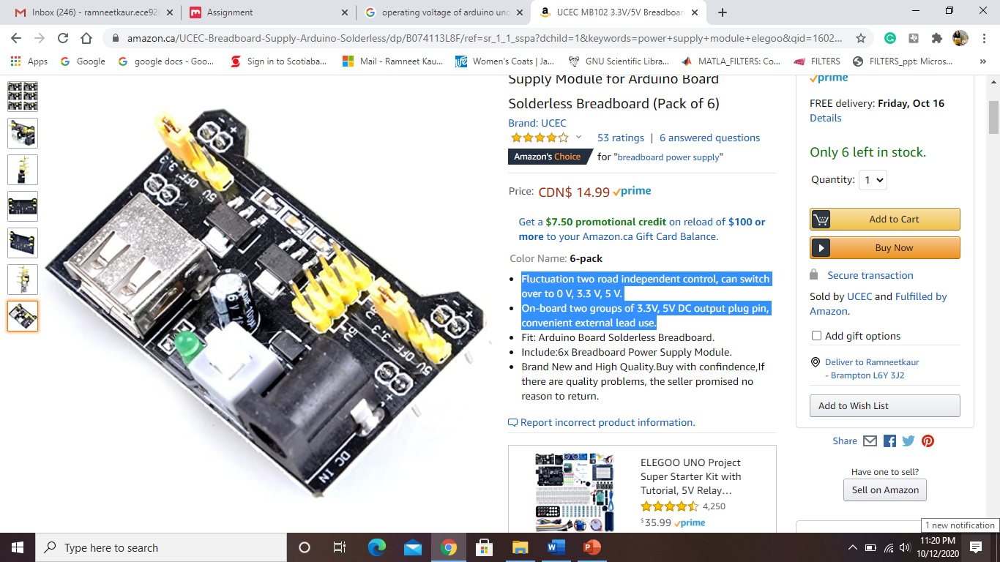 Inbox (246) - ramneetkaur.ece92
Assignment
operating voltage of arduino uno
UCEC MB102 3.3V/5V Breadboar
amazon.ca/UCEC-Breadboard-Supply-Arduino-Solderless/dp/B074113L8F/ref=sr_1_1_sspa?dchild=1&keywords=power+supply+module+elegoo&qid=1602...
Apps
Google
google docs - Goo...
Sign in to Scotiaba...
Mail - Ramneet Kau...
Women's Coats | Ja...
GNU Scientific Libra...
MATLA_FILTERS: Co...
FILTERS
FILTERS_ppt: Micros...
»
Supply Module for Arduino Board
Solderless Breadboard (Pack of 6)
Brand: UCEC
53 ratings | 6 answered questions
Amazon's Choice for "breadboard power supply"
Price: CDN$ 14.99 prime
Get a $7.50 promotional credit on reload of $100 or
more to your Amazon.ca Gift Card Balance.
Color Name: 6-pack
Fluctuation two road independent control, can switch
over to 0 V, 3.3 V, 5 V.
On-board two groups of 3.3V, 5V DC output plug pin,
convenient external lead use.
Fit: Arduino Board Solderless Breadboard.
Include:6x Breadboard Power Supply Module.
Brand New and High Quality.Buy with confindence,If
there are quality problems, the seller promised no
reason to return.
Report incorrect product information.
ELEGOO UNO Project
Super Starter Kit with
Tutorial, 5V Relay...
4,250
$35.99 prime
prime
FREE delivery: Friday, Oct 16
Details
Only 6 left in stock.
Quantity: 1
Add to Cart
Buy Now
Secure transaction
Sold by UCEC and Fulfilled by
Amazon.
Add gift options
Deliver to Ramneetkaur
- Brampton L6Y 3J2
Add to Wish List
Share
Have one to sell?
Sell on Amazon
5V OFF 3.3
5V OFF 3.3
DC IN
1 new notification
Type here to search
11:20 PM
10/12/2020